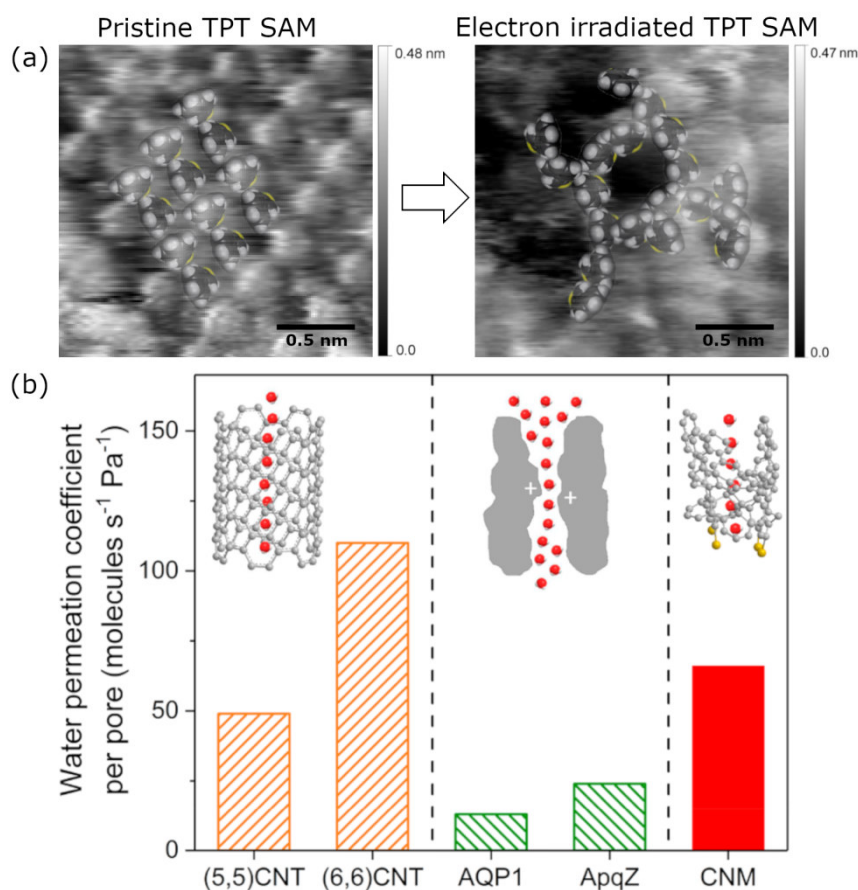 Pristine TPT SAM
Electron irradiated TPT SAM
(a)
0.48 nm
0.47 nm
0.5 nm
0.5 nm
0.0
0.0
(b)
Water permeation coefficient
per pore (molecules s⁻¹ Pa⁻¹)
150
100
50
0
+
+
(5,5)CNT
(6,6)CNT
AQP1
ApqZ
CNM